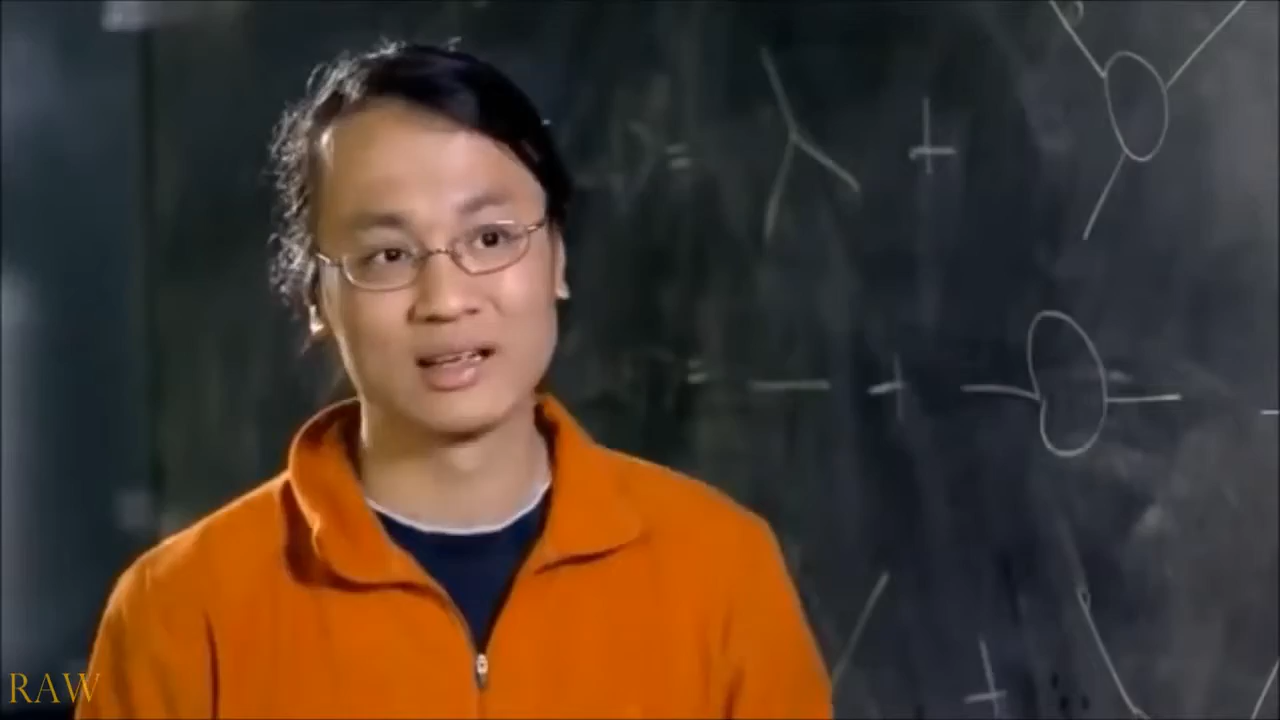 RAW
= +
= - + -
+